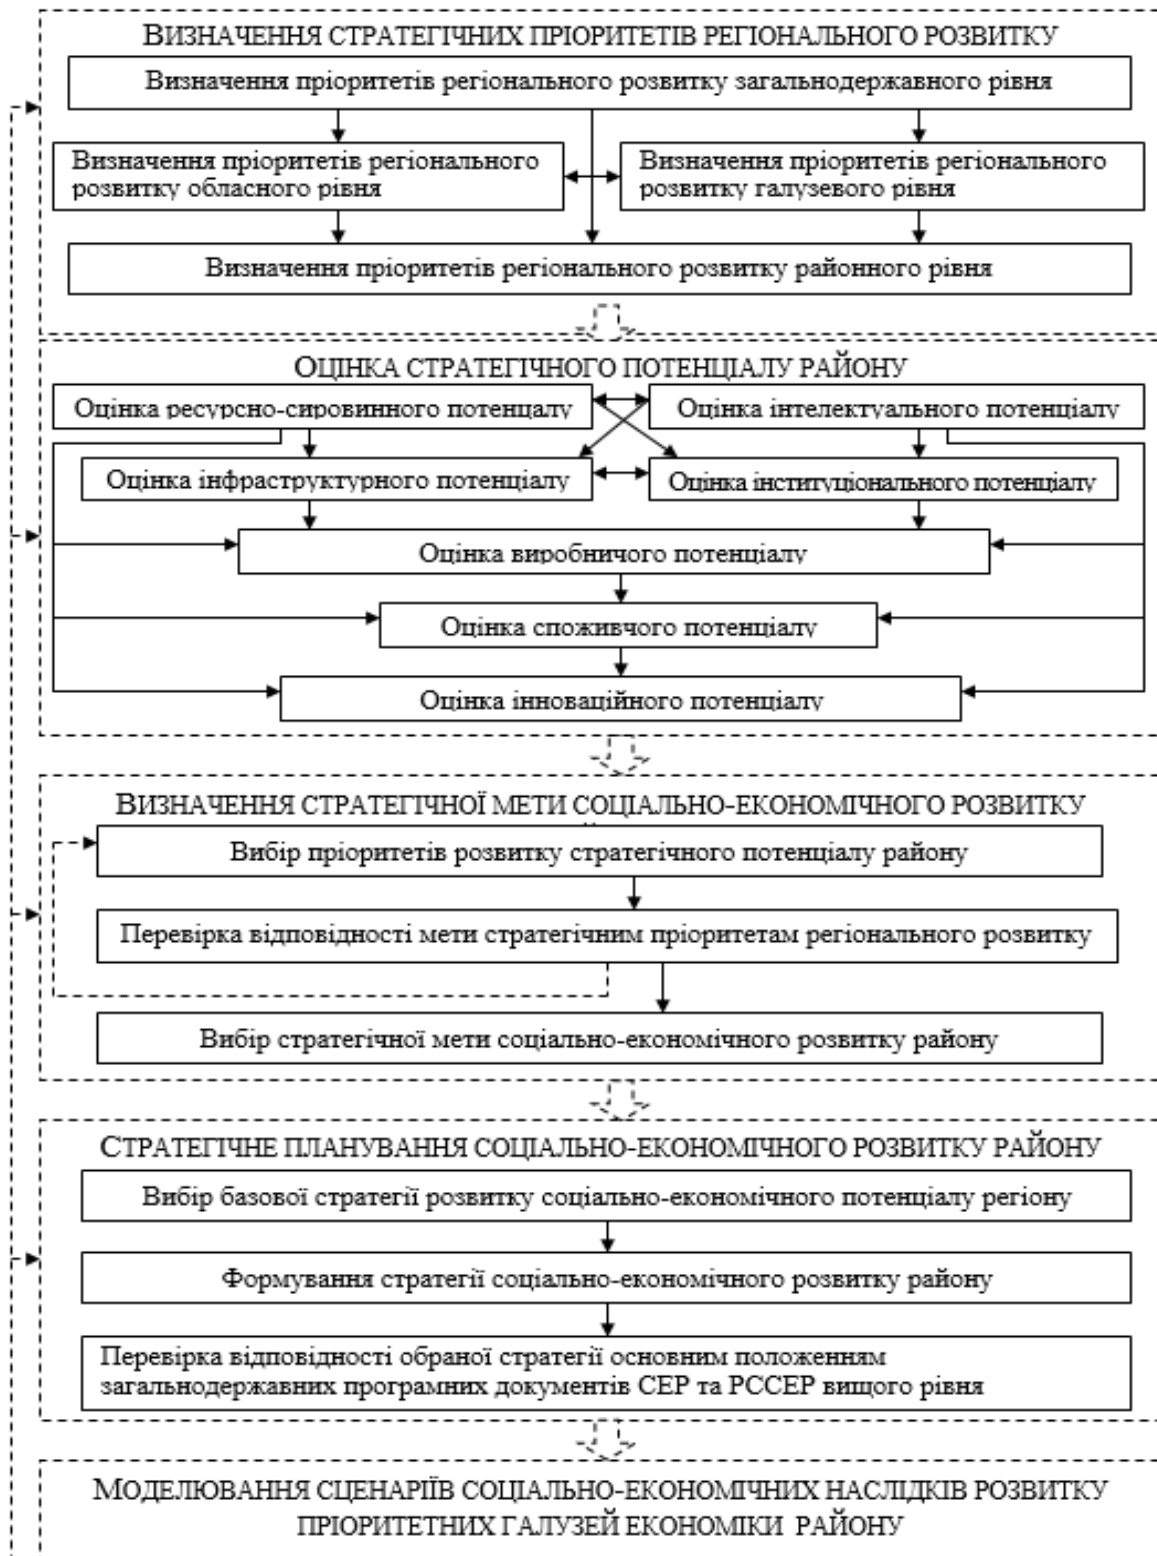 ВИЗНАЧЕННЯ СТРАТЕГІЧНИХ ПРІОРИТЕТІВ РЕГІОНАЛЬНОГО РОЗВИТКУ
Визначення пріоритетів регіонального розвитку загальнодержавного рівня
Визначення пріоритетів регіонального
розвитку обласного рівня
Визначення пріоритетів регіонального
розвитку галузевого рівня
Визначення пріоритетів регіонального розвитку районного рівня
ОЦІНКА СТРАТЕГІЧНОГО ПОТЕНЦІАЛУ РАЙОНУ
Оцінка ресурсно-сировинного потенцалу
Оцінка інтелектуального потенціалу
Оцінка інфраструктурного потенціалу
Оцінка інституціонального потенціалу
Оцінка виробничого потенціалу
Оцінка споживчого потенціалу
Оцінка інноваційного потенціалу
ВИЗНАЧЕННЯ СТРАТЕГІЧНОЇ МЕТИ СОЦІАЛЬНО-ЕКОНОМІЧНОГО РОЗВИТКУ
Вибір пріоритетів розвитку стратегічного потенціалу району
Перевірка відповідності мети стратегічним пріоритетам регіонального розвитку
Вибір стратегічної мети соціально-економічного розвитку району
СТРАТЕГІЧНЕ ПЛАНУВАННЯ СОЦІАЛЬНО-ЕКОНОМІЧНОГО РОЗВИТКУ РАЙОНУ
Вибір базової стратегії розвитку соціально-економічного потенціалу регіону
Формування стратегії соціально-економічного розвитку району
Перевірка відповідності обраної стратегії основним положенням
загальнодержавних програмних документів СЕР та РССЕР вищого рівня
МОДЕЛЮВАННЯ СЦЕНАРІЇВ СОЦІАЛЬНО-ЕКОНОМІЧНИХ НАСЛІДКІВ РОЗВИТКУ
ПРІОРИТЕТНИХ ГАЛУЗЕЙ ЕКОНОМІКИ РАЙОНУ